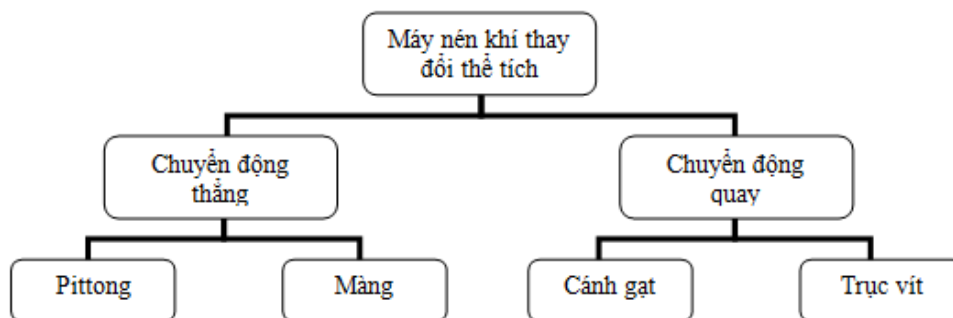 Máy nén khí thay
đổi thể tích
Chuyển động
thẳng
Chuyển động
quay
Pittong
Màng
Cánh gạt
Trục vít